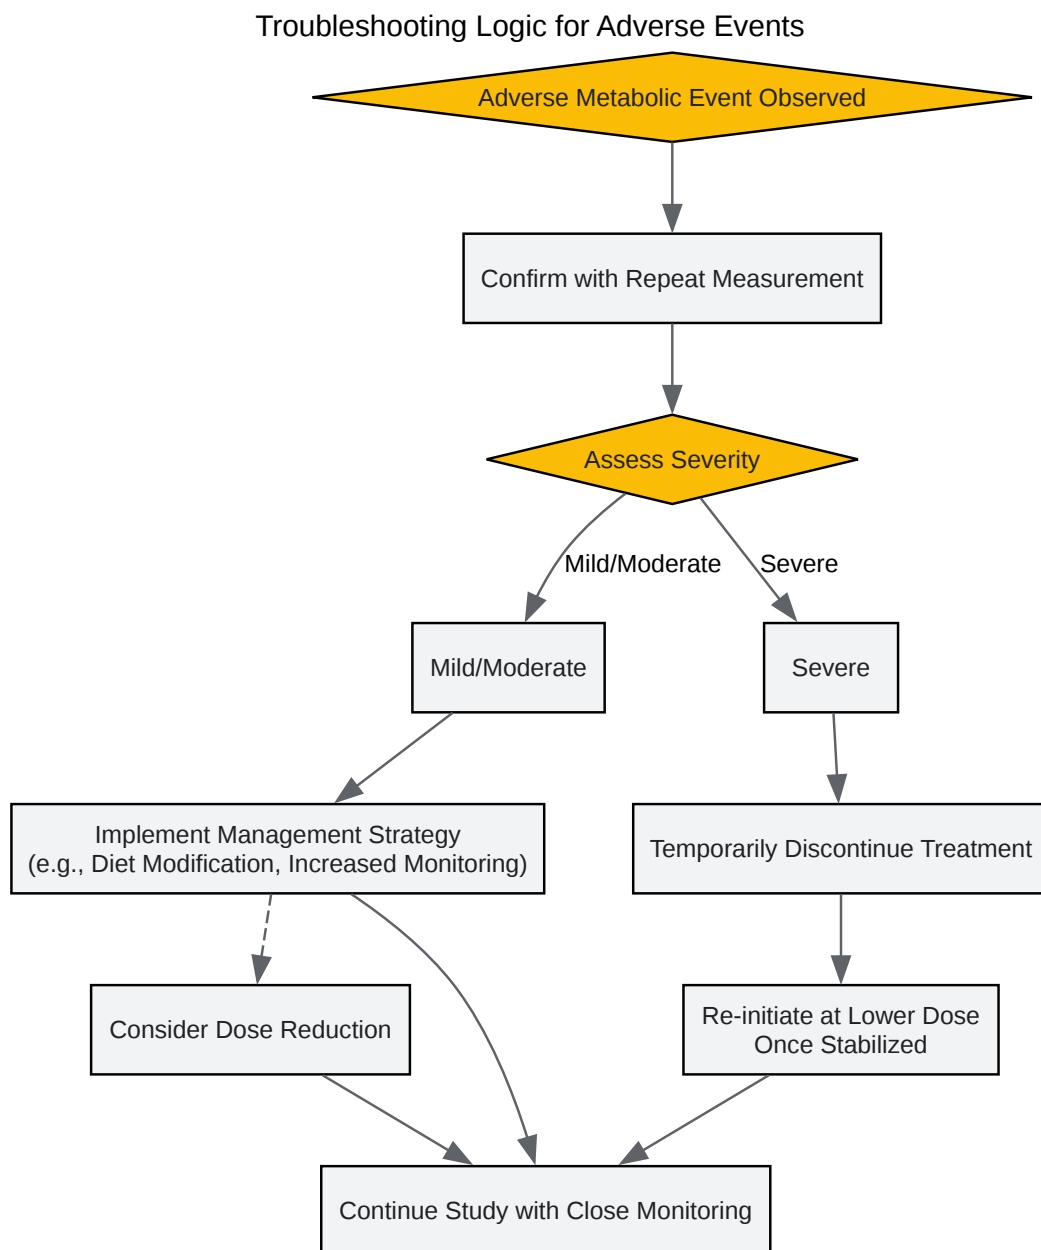 Troubleshooting Logic for Adverse Events
Adverse Metabolic Event Observed
Confirm with Repeat Measurement
Assess Severity
Mild/Moderate
Severe
Mild/Moderate
Severe
Implement Management Strategy
(e.g., Diet Modification, Increased Monitoring)
Temporarily Discontinue Treatment
Consider Dose Reduction
Re-initiate at Lower Dose
Once Stabilized
Continue Study with Close Monitoring